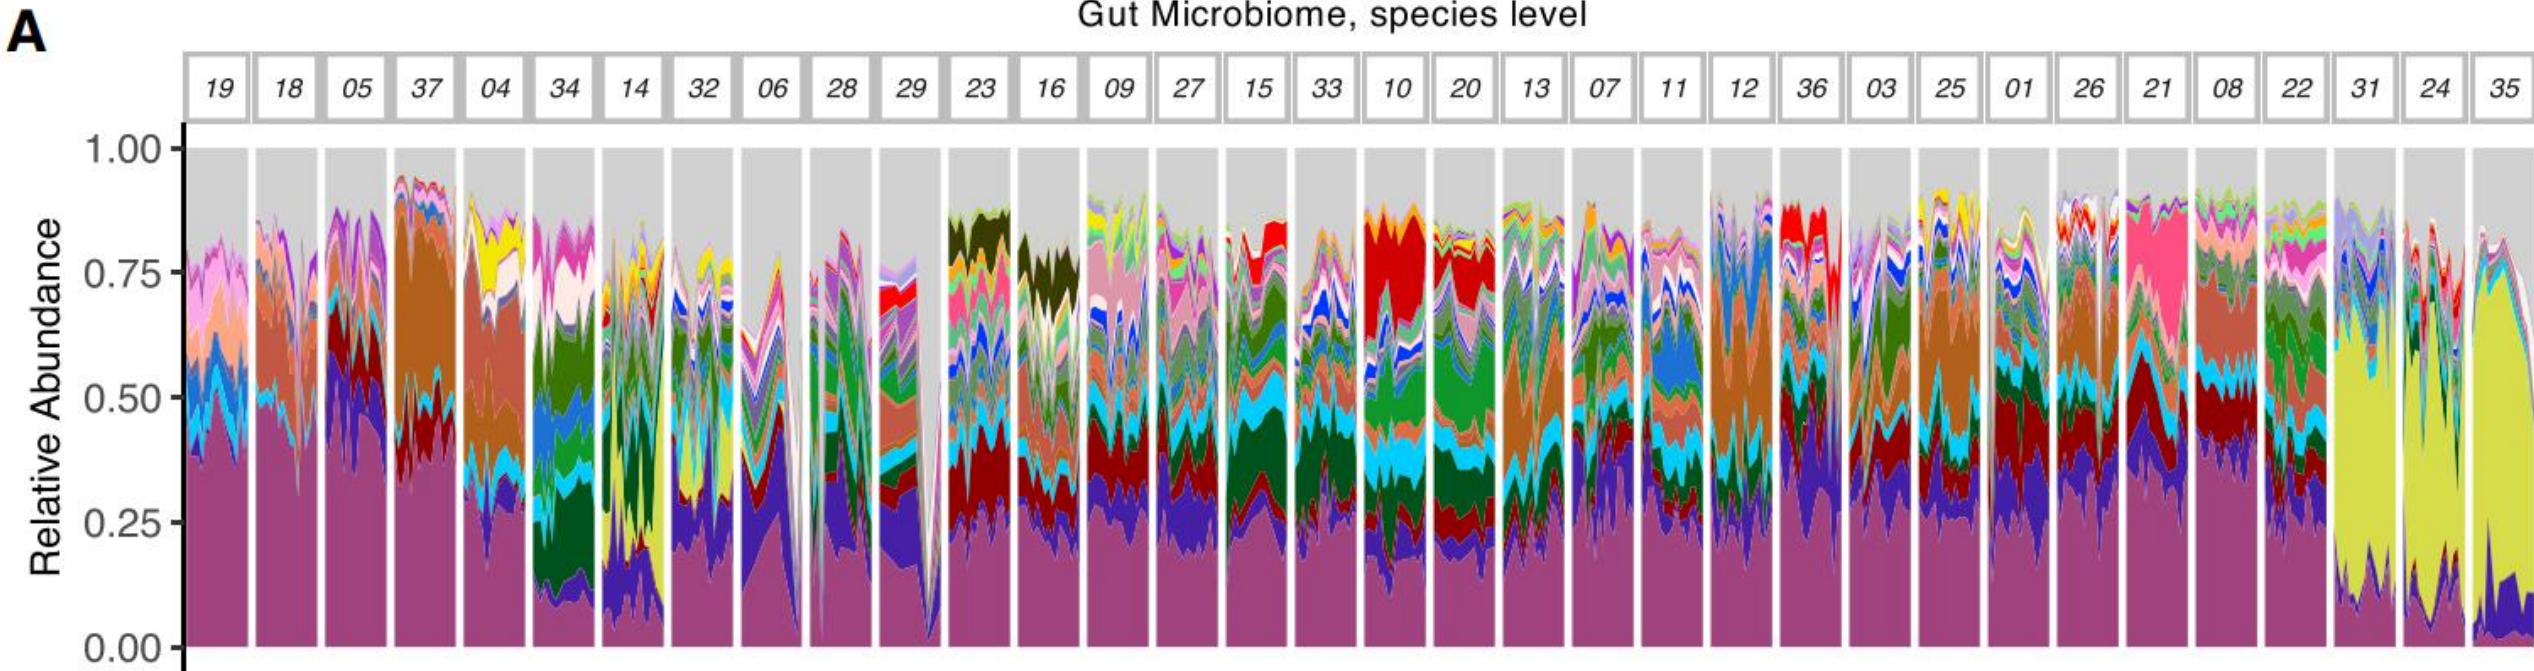 A
Gut Microbiome, species level
19 18 05 37 04 34 14 32 06 28 29 23 16 09 27 15 33 10 20 13 07 11 12 36 03 25 01 26 21 08 22 31 24 35
Relative Abundance
1.00
0.75
0.50
0.25
0.00